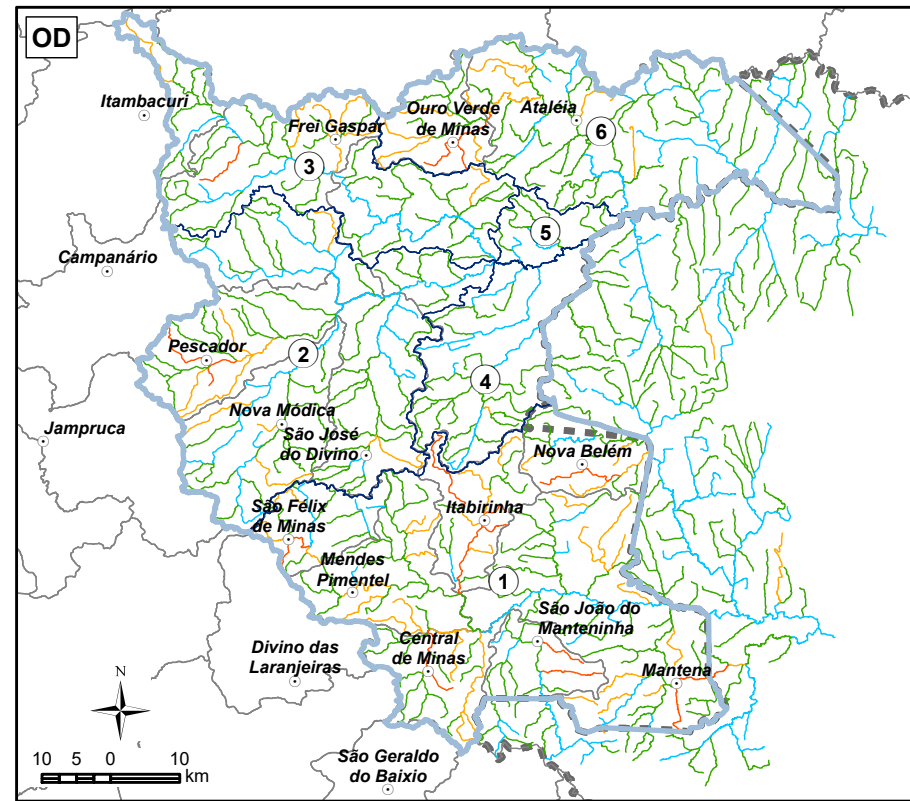 OD
Itambacuri
Frei Gaspar
Ouro Verde
de Minas
Ataléia
6
3
5
Campanário
Pescador
2
4
Nova Módica
São José
do Divino
Jampruca
Nova Belém
São Félix
de Minas
Itabirinha
Mendes
Pimentel
1
São João do
Manteninha
Central
de Minas
Divino das
Laranjeiras
Mantena
N
São Geraldo
do Baixio
10 5 0 10
km